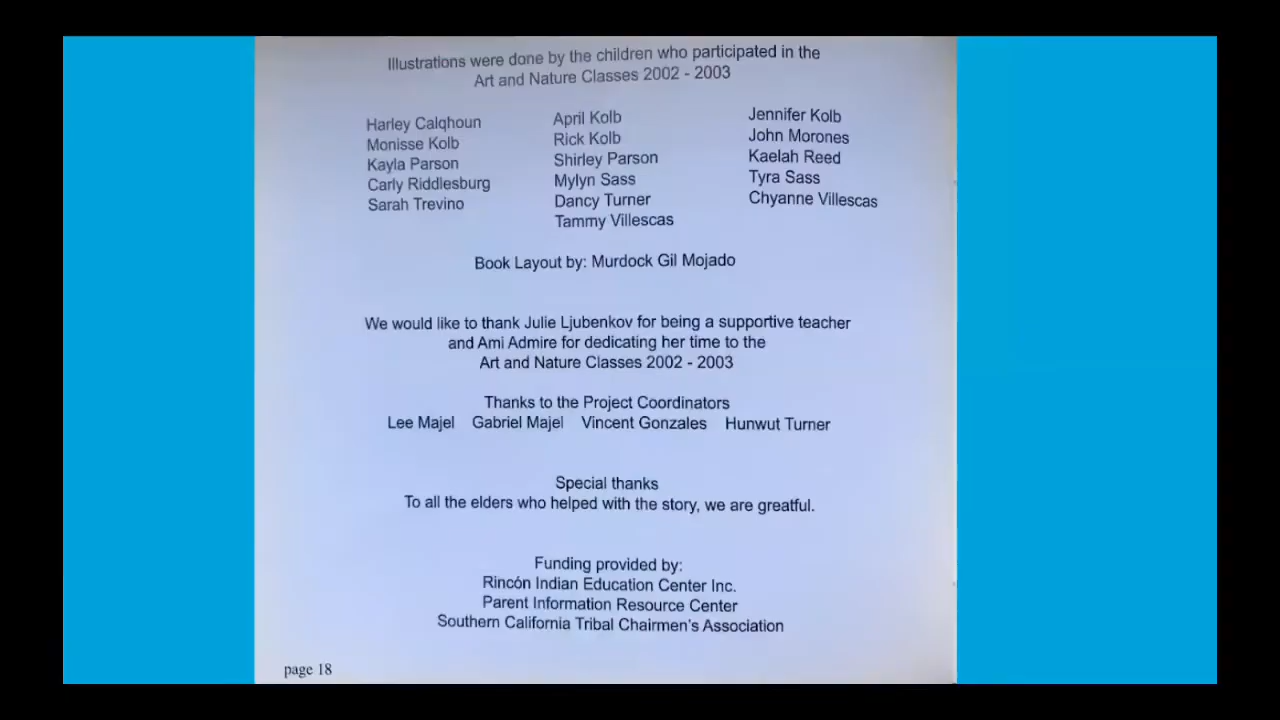 Illustrations were done by the children who participated in the
Art and Nature Classes 2002 - 2003
Harley Calqhoun
Monisse Kolb
Kayla Parson
Carly Riddlesburg
Sarah Trevino
April Kolb
Rick Kolb
Shirley Parson
Mylyn Sass
Dancy Turner
Tammy Villescas
Jennifer Kolb
John Morones
Kaelah Reed
Tyra Sass
Chyanne Villescas
Book Layout by: Murdock Gil Mojado
We would like to thank Julie Ljubenkov for being a supportive teacher
and Ami Admire for dedicating her time to the
Art and Nature Classes 2002 - 2003
Thanks to the Project Coordinators
Lee Majel Gabriel Majel Vincent Gonzales Hunwut Turner
Special thanks
To all the elders who helped with the story, we are greatful.
Funding provided by:
Rincón Indian Education Center Inc.
Parent Information Resource Center
Southern California Tribal Chairmen's Association
page 18